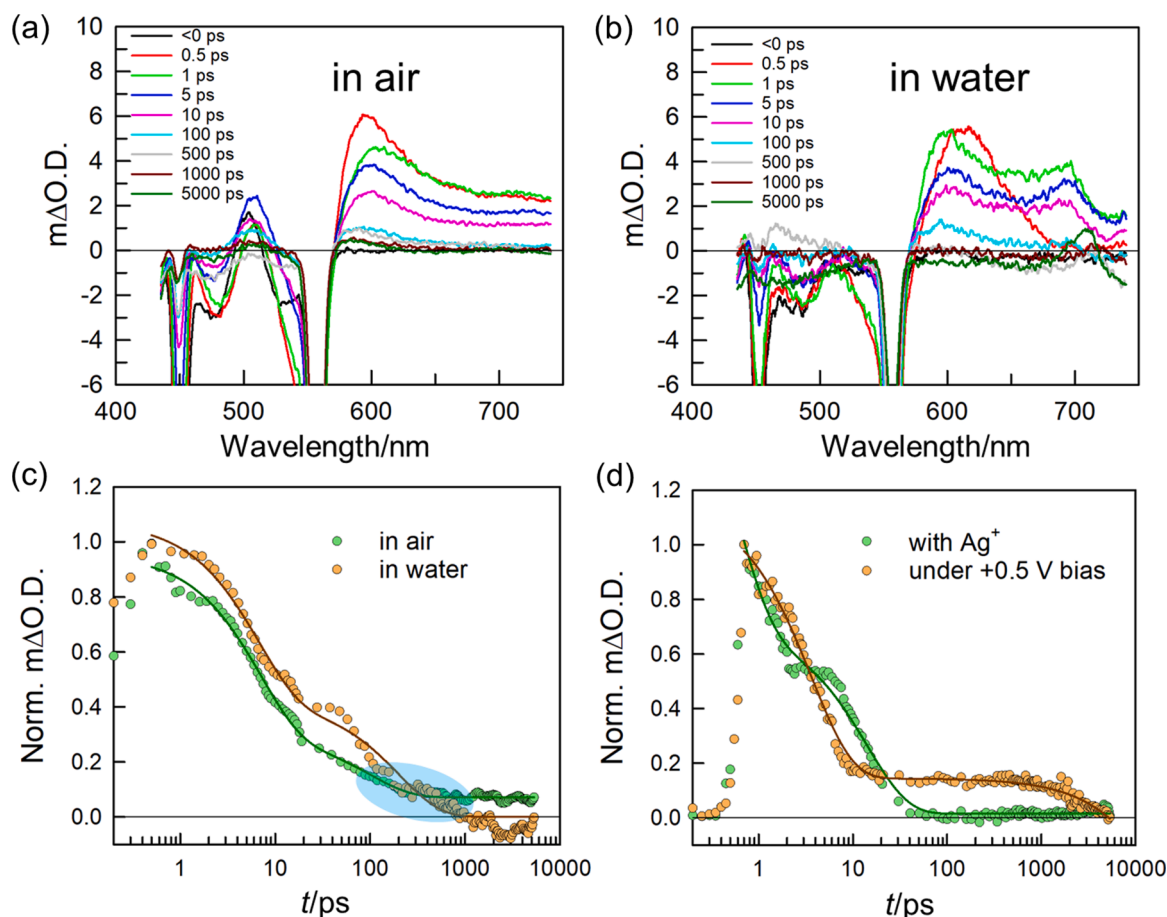 (a)
in air
<0 ps
0.5 ps
1 ps
5 ps
10 ps
100 ps
500 ps
1000 ps
5000 ps
10
8
6
4
2
0
-2
-4
-6
m∆O.D.
400 500 600 700
Wavelength/nm
(b)
in water
<0 ps
0.5 ps
1 ps
5 ps
10 ps
100 ps
500 ps
1000 ps
5000 ps
10
8
6
4
2
0
-2
-4
-6
m∆O.D.
400 500 600 700
Wavelength/nm
(c)
in air
in water
1.2
1.0
0.8
0.6
0.4
0.2
0.0
Norm. m∆O.D.
1 10 100 1000 10000
t/ps
(d)
with Ag⁺
under +0.5 V bias
1.2
1.0
0.8
0.6
0.4
0.2
0.0
Norm. m∆O.D.
1 10 100 1000 10000
t/ps